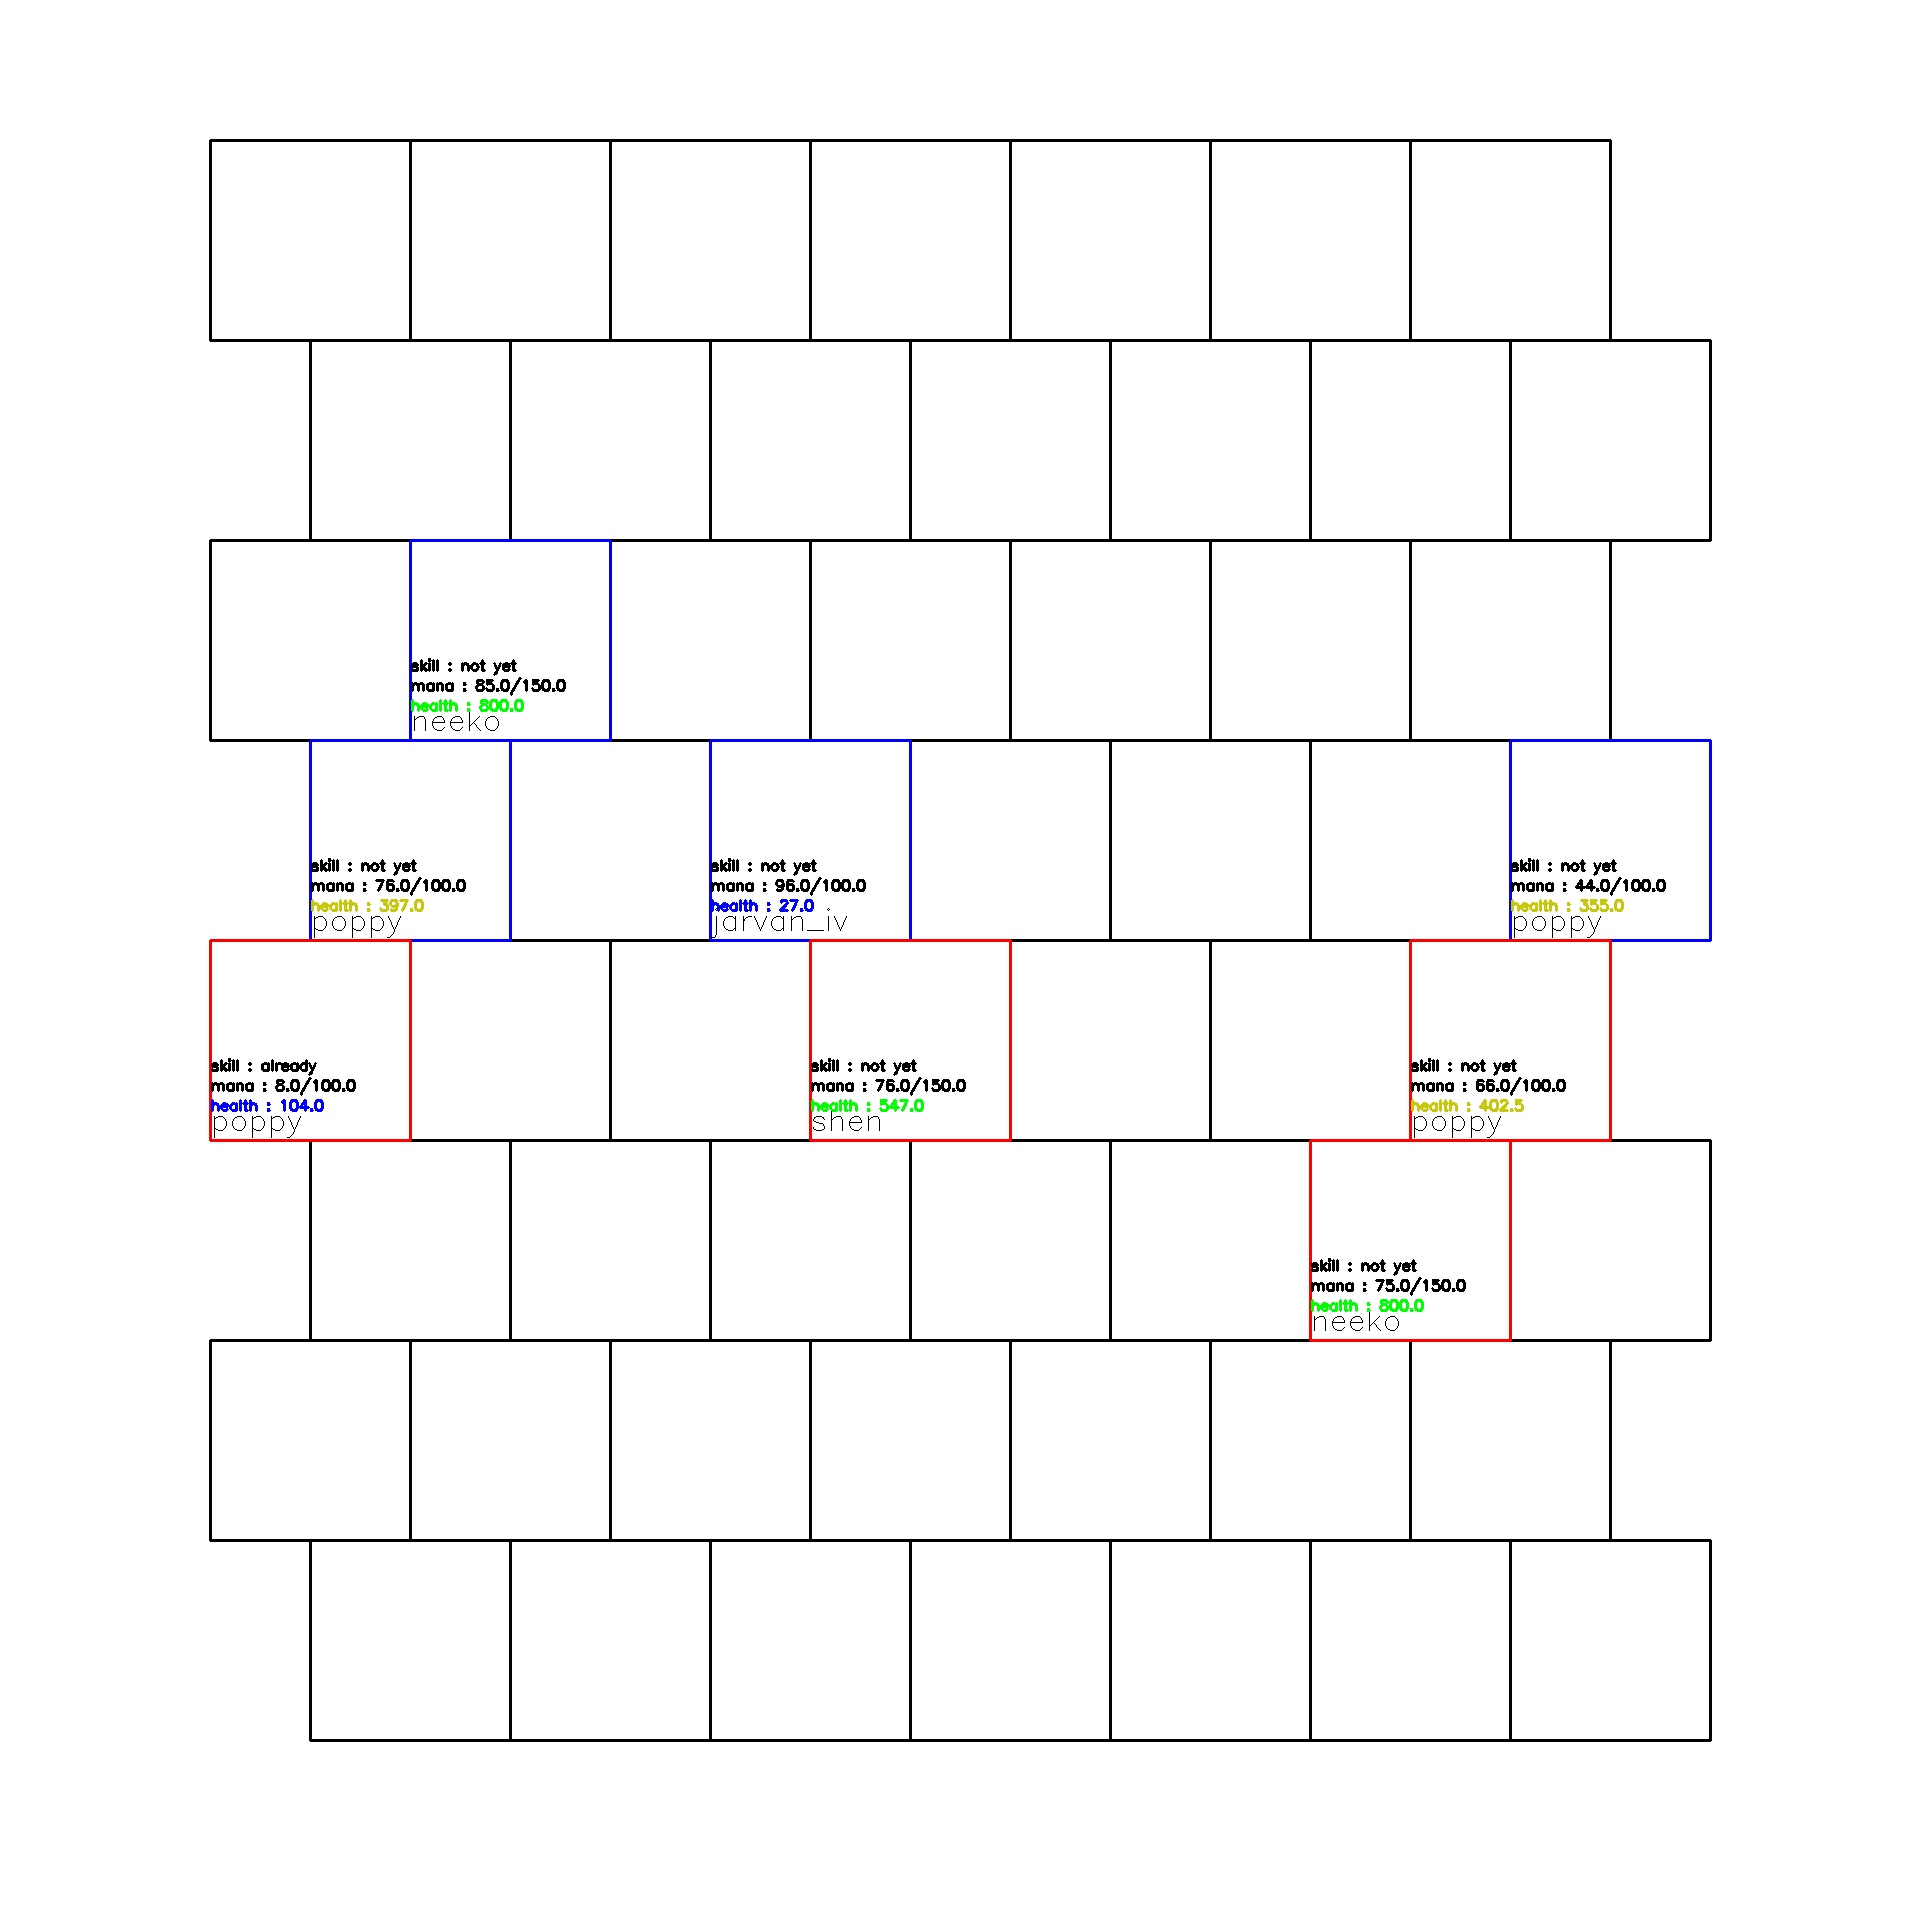 skill : not yet
mana : 85.0/150.0
health : 800.0
neeko
skill : not yet
mana : 76.0/100.0
health : 397.0
poppy
skill : not yet
mana : 96.0/100.0
health : 27.0
jarvan_iv
skill : not yet
mana : 44.0/100.0
health : 355.0
poppy
skill : already
mana : 8.0/100.0
health : 104.0
poppy
skill : not yet
mana : 76.0/150.0
health : 547.0
shen
skill : not yet
mana : 66.0/100.0
health : 402.5
poppy
skill : not yet
mana : 75.0/150.0
health : 800.0
neeko